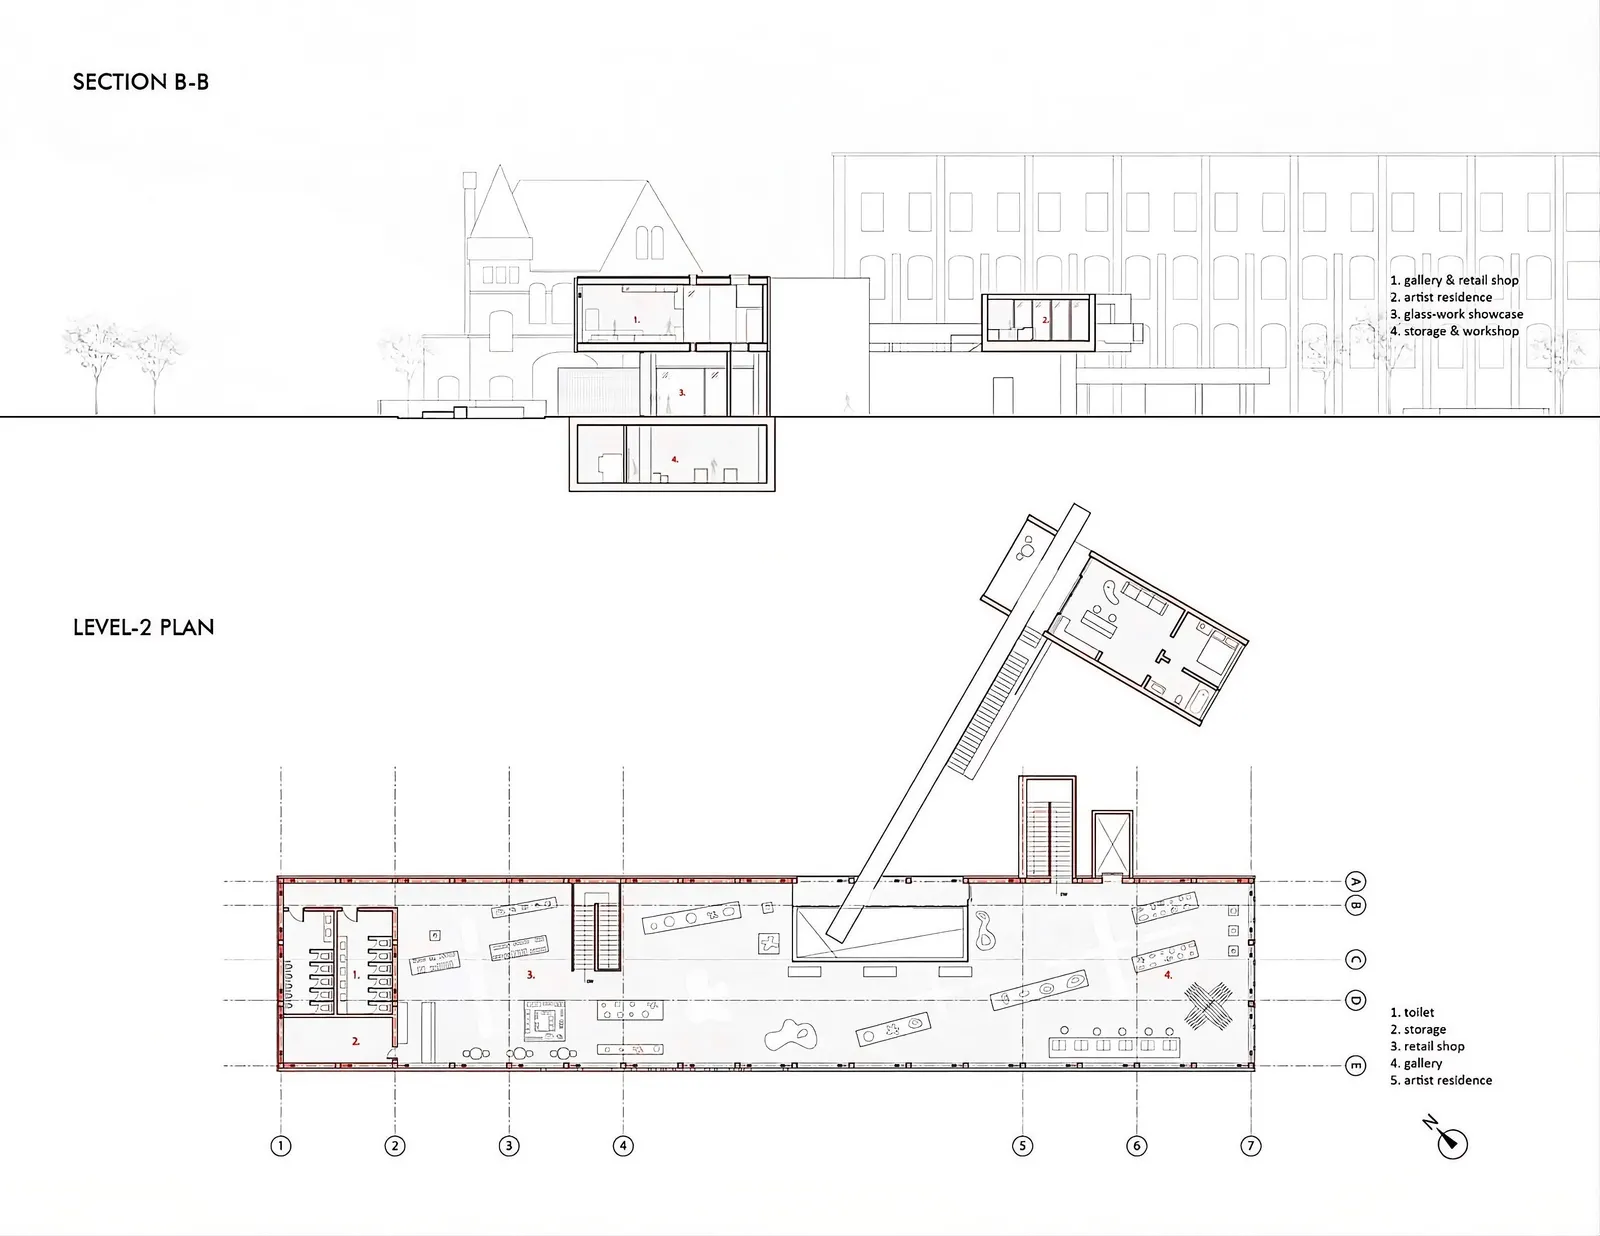 SECTION B-B
1. gallery & retail shop
2. artist residence
3. glass-work showcase
4. storage & workshop
1.
2.
3.
4.
LEVEL-2 PLAN
DW
A
B
C
D
E
1.
3.
4.
DW
2.
1. toilet
2. storage
3. retail shop
4. gallery
5. artist residence
N
1
2
3
4
5
6
7